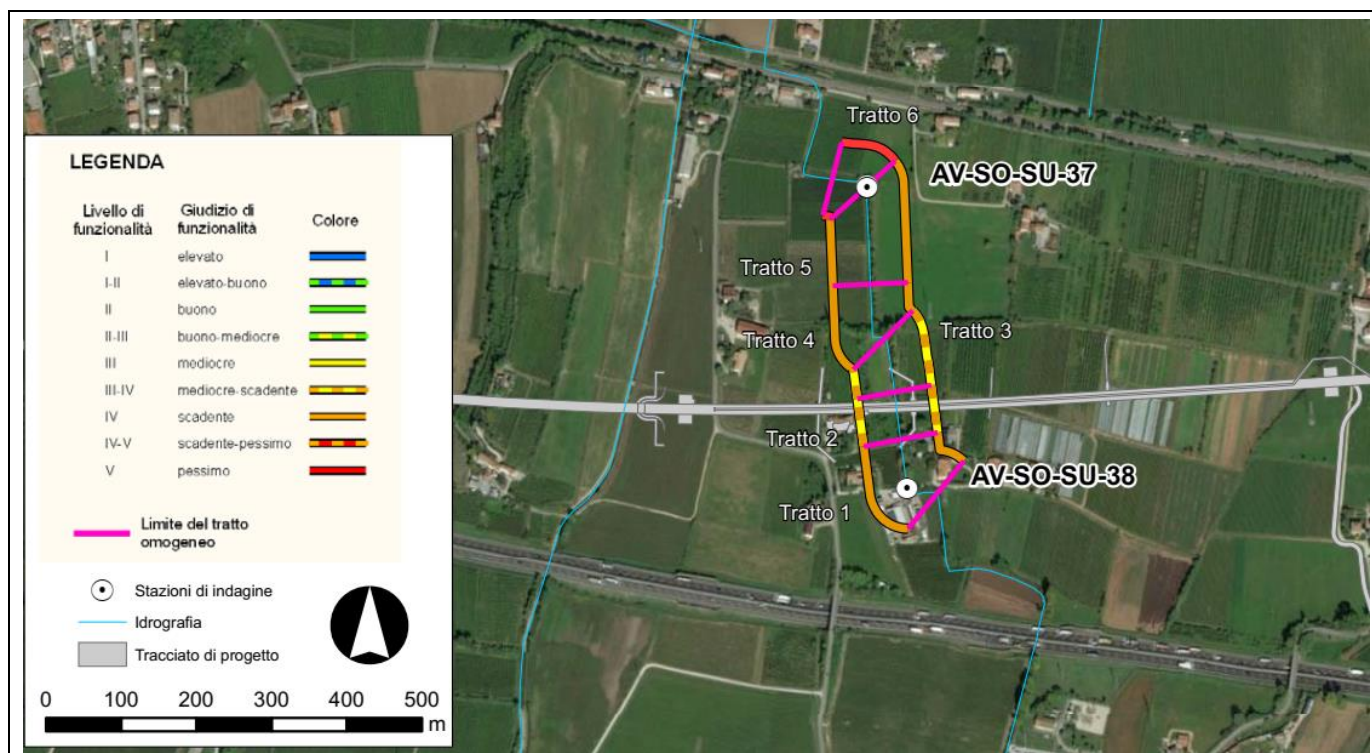 LEGENDA
Livello di funzionalità
Giudizio di funzionalità
Colore
I elevato
I-II elevato-buono
II buono
II-III buono-mediocre
III mediocre
III-IV mediocre-scadente
IV scadente
IV-V scadente-pessimo
V pessimo
Limite del tratto
omogeneo
Stazioni di indagine
Idrografia
Tracciato di progetto
0 100 200 300 400 500
m
Tratto 6
AV-SO-SU-37
Tratto 5
Tratto 3
Tratto 4
Tratto 2
AV-SO-SU-38
Tratto 1